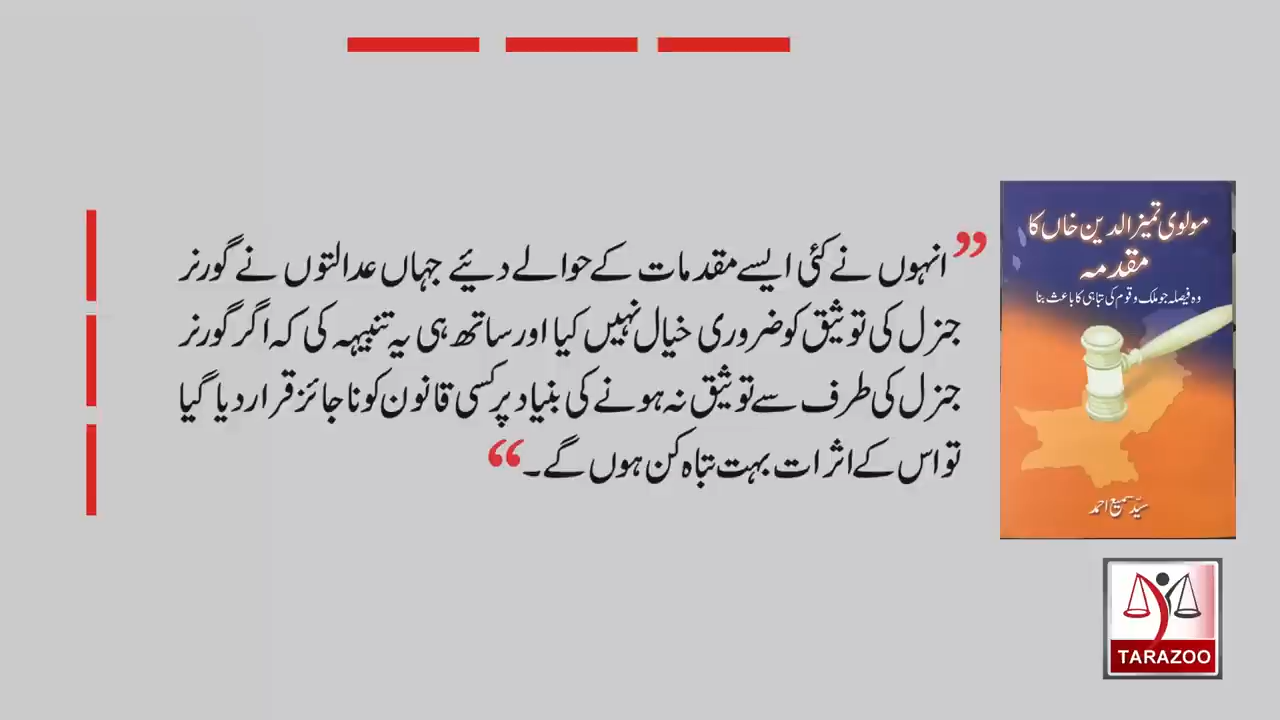 ”انہوں نے کئی ایسے مقدمات کے حوالے دیئے جہاں عدالتوں نے گورنر
جنرل کی توثیق کو ضروری خیال نہیں کیا اور ساتھ ہی یہ تنبیہہ کی کہ اگر گورنر
جنرل کی طرف سے توثیق نہ ہونے کی بنیاد پر کسی قانون کو ناجائز قرار دیا گیا
تو اس کے اثرات بہت تباہ کن ہوں گے۔“
مولوی تمیز الدین خاں کا
مقدمہ
وہ فیصلہ جو ملک و قوم کی تباہی کا باعث بنا
سیّد سمیع احمد
TARAZOO